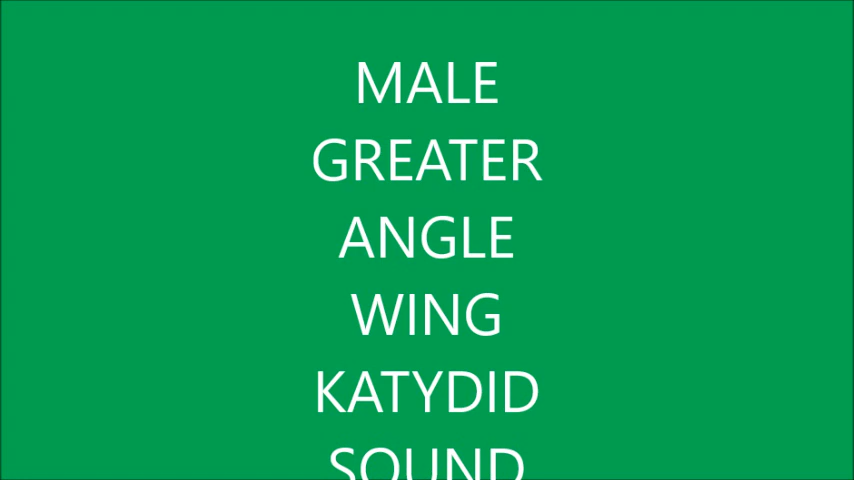 MALE
GREATER
ANGLE
WING
KATYDID
SOUND